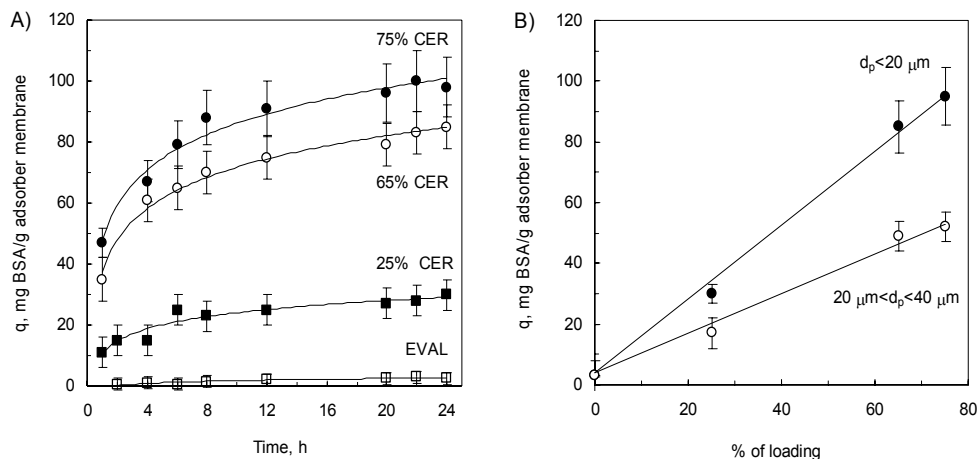 A)
120
100
80
60
40
20
0
0
4
8
12
16
20
24
q, mg BSA/g adsorber membrane
Time, h
75% CER
65% CER
25% CER
EVAL
B)
120
100
80
60
40
20
0
0
20
40
60
80
q, mg BSA/g adsorber membrane
% of loading
dp<20 μm
20 μm<dp<40 μm